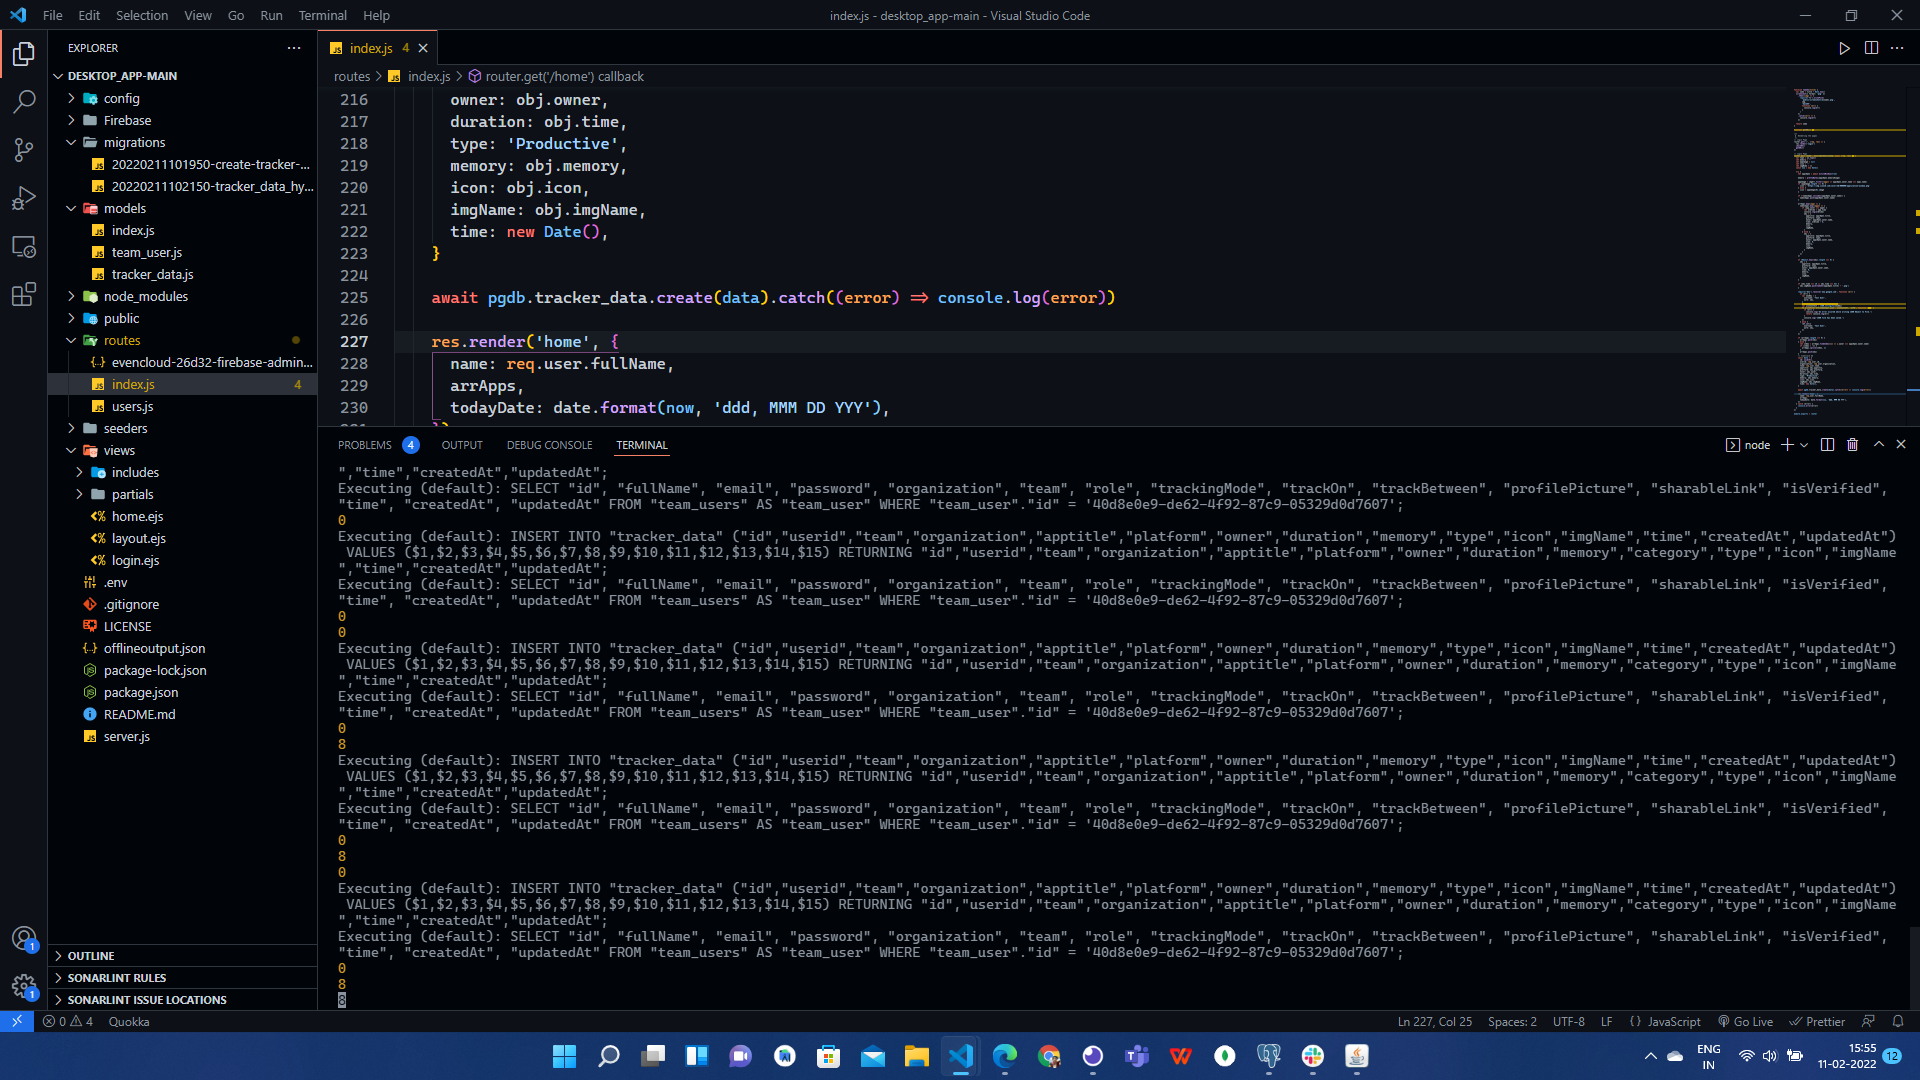 File Edit Selection View Go Run Terminal Help
index.js - desktop_app-main - Visual Studio Code
EXPLORER
DESKTOP_APP-MAIN
config
Firebase
migrations
20220211101950-create-tracker-...
20220211102150-tracker_data_hy...
models
index.js
team_user.js
tracker_data.js
node_modules
public
routes
evencloud-26d32-firebase-admin...
index.js 4
users.js
seeders
views
includes
partials
home.ejs
layout.ejs
login.ejs
.env
.gitignore
LICENSE
offlineoutput.json
package-lock.json
package.json
README.md
server.js
OUTLINE
SONARLINT RULES
SONARLINT ISSUE LOCATIONS
index.js 4
routes > index.js > router.get('/home') callback
216 owner: obj.owner,
217 duration: obj.time,
218 type: 'Productive',
219 memory: obj.memory,
220 icon: obj.icon,
221 imgName: obj.imgName,
222 time: new Date(),
223 }
224
225 await pgdb.tracker_data.create(data).catch((error) => console.log(error))
226
227 res.render('home', {
228 name: req.user.fullName,
229 arrApps,
230 todayDate: date.format(now, 'ddd, MMM DD YYY'),
PROBLEMS 4 OUTPUT DEBUG CONSOLE TERMINAL
node
","time","createdAt","updatedAt";
Executing (default): SELECT "id", "fullName", "email", "password", "organization", "team", "role", "trackingMode", "trackOn", "trackBetween", "profilePicture", "sharableLink", "isVerified",
"time", "createdAt", "updatedAt" FROM "team_users" AS "team_user" WHERE "team_user"."id" = '40d8e0e9-de62-4f92-87c9-05329d0d7607';
0
Executing (default): INSERT INTO "tracker_data" ("id","userid","team","organization","apptitle","platform","owner","duration","memory","type","icon","imgName","time","createdAt","updatedAt")
VALUES ($1,$2,$3,$4,$5,$6,$7,$8,$9,$10,$11,$12,$13,$14,$15) RETURNING "id","userid","team","organization","apptitle","platform","owner","duration","memory","category","type","icon","imgName
","time","createdAt","updatedAt";
Executing (default): SELECT "id", "fullName", "email", "password", "organization", "team", "role", "trackingMode", "trackOn", "trackBetween", "profilePicture", "sharableLink", "isVerified",
"time", "createdAt", "updatedAt" FROM "team_users" AS "team_user" WHERE "team_user"."id" = '40d8e0e9-de62-4f92-87c9-05329d0d7607';
0
0
Executing (default): INSERT INTO "tracker_data" ("id","userid","team","organization","apptitle","platform","owner","duration","memory","type","icon","imgName","time","createdAt","updatedAt")
VALUES ($1,$2,$3,$4,$5,$6,$7,$8,$9,$10,$11,$12,$13,$14,$15) RETURNING "id","userid","team","organization","apptitle","platform","owner","duration","memory","category","type","icon","imgName
","time","createdAt","updatedAt";
Executing (default): SELECT "id", "fullName", "email", "password", "organization", "team", "role", "trackingMode", "trackOn", "trackBetween", "profilePicture", "sharableLink", "isVerified",
"time", "createdAt", "updatedAt" FROM "team_users" AS "team_user" WHERE "team_user"."id" = '40d8e0e9-de62-4f92-87c9-05329d0d7607';
0
8
Executing (default): INSERT INTO "tracker_data" ("id","userid","team","organization","apptitle","platform","owner","duration","memory","type","icon","imgName","time","createdAt","updatedAt")
VALUES ($1,$2,$3,$4,$5,$6,$7,$8,$9,$10,$11,$12,$13,$14,$15) RETURNING "id","userid","team","organization","apptitle","platform","owner","duration","memory","category","type","icon","imgName
","time","createdAt","updatedAt";
Executing (default): SELECT "id", "fullName", "email", "password", "organization", "team", "role", "trackingMode", "trackOn", "trackBetween", "profilePicture", "sharableLink", "isVerified",
"time", "createdAt", "updatedAt" FROM "team_users" AS "team_user" WHERE "team_user"."id" = '40d8e0e9-de62-4f92-87c9-05329d0d7607';
0
8
0
Executing (default): INSERT INTO "tracker_data" ("id","userid","team","organization","apptitle","platform","owner","duration","memory","type","icon","imgName","time","createdAt","updatedAt")
VALUES ($1,$2,$3,$4,$5,$6,$7,$8,$9,$10,$11,$12,$13,$14,$15) RETURNING "id","userid","team","organization","apptitle","platform","owner","duration","memory","category","type","icon","imgName
","time","createdAt","updatedAt";
Executing (default): SELECT "id", "fullName", "email", "password", "organization", "team", "role", "trackingMode", "trackOn", "trackBetween", "profilePicture", "sharableLink", "isVerified",
"time", "createdAt", "updatedAt" FROM "team_users" AS "team_user" WHERE "team_user"."id" = '40d8e0e9-de62-4f92-87c9-05329d0d7607';
0
8
8
0 4 Quokka
Ln 227, Col 25 Spaces: 2 UTF-8 LF {} JavaScript Go Live Prettier
ENG
IN
15:55
11-02-2022
12